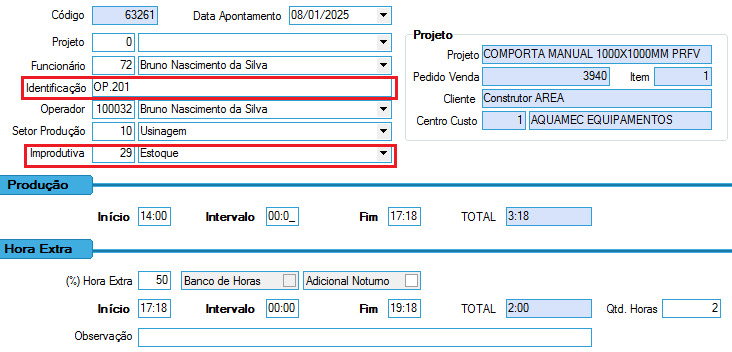 Código 63261 Data Apontamento 08/01/2025
Projeto 0
Funcionário 72 Bruno Nascimento da Silva
Identificação OP.201
Operador 100032 Bruno Nascimento da Silva
Setor Produção 10 Usinagem
Improdutiva 29 Estoque
Projeto
Projeto COMPORTA MANUAL 1000X1000MM PRFV
Pedido Venda 3940 Item 1
Cliente Construtor AREA
Centro Custo 1 AQUAMEC EQUIPAMENTOS
Produção
Início 14:00 Intervalo 00:0_ Fim 17:18 TOTAL 3:18
Hora Extra
(%) Hora Extra 50 Banco de Horas Adicional Noturno
Início 17:18 Intervalo 00:00 Fim 19:18 TOTAL 2:00 Qtd. Horas 2
Observação